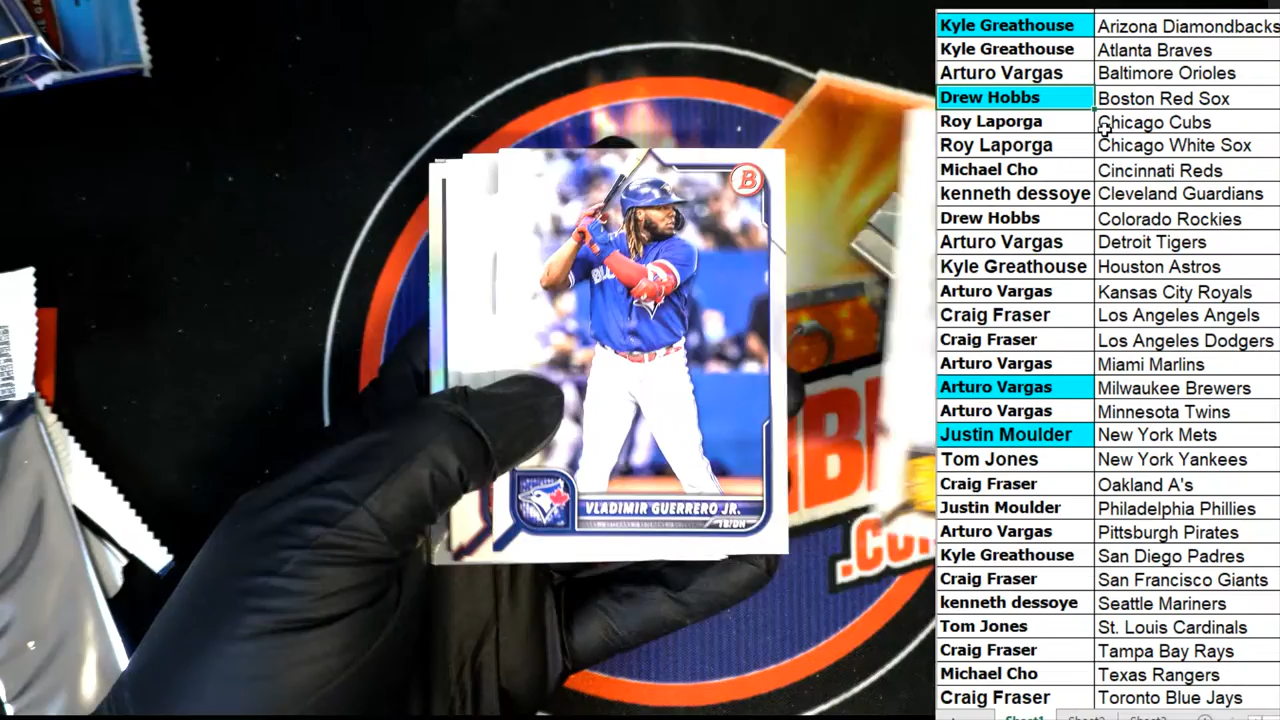 B
VLADIMIR GUERRERO JR.
1B/DH
.CO
Kyle Greathouse Arizona Diamondbacks
Kyle Greathouse Atlanta Braves
Arturo Vargas Baltimore Orioles
Drew Hobbs Boston Red Sox
Roy Laporga Chicago Cubs
Roy Laporga Chicago White Sox
Michael Cho Cincinnati Reds
kenneth dessoye Cleveland Guardians
Drew Hobbs Colorado Rockies
Arturo Vargas Detroit Tigers
Kyle Greathouse Houston Astros
Arturo Vargas Kansas City Royals
Craig Fraser Los Angeles Angels
Craig Fraser Los Angeles Dodgers
Arturo Vargas Miami Marlins
Arturo Vargas Milwaukee Brewers
Arturo Vargas Minnesota Twins
Justin Moulder New York Mets
Tom Jones New York Yankees
Craig Fraser Oakland A's
Justin Moulder Philadelphia Phillies
Arturo Vargas Pittsburgh Pirates
Kyle Greathouse San Diego Padres
Craig Fraser San Francisco Giants
kenneth dessoye Seattle Mariners
Tom Jones St. Louis Cardinals
Craig Fraser Tampa Bay Rays
Michael Cho Texas Rangers
Craig Fraser Toronto Blue Jays
Sheet1 Sheet2 Sheet3